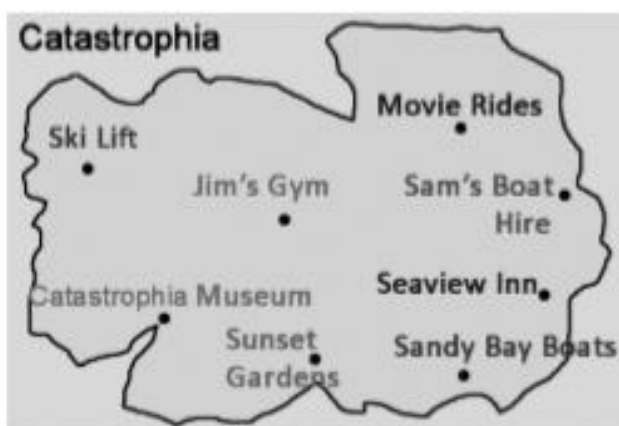 Catastrophia
Movie Rides
Ski Lift
Jim's Gym
Sam's Boat
Hire
Catastrophia Museum
Seaview Inn
Sunset
Gardens
Sandy Bay Boats